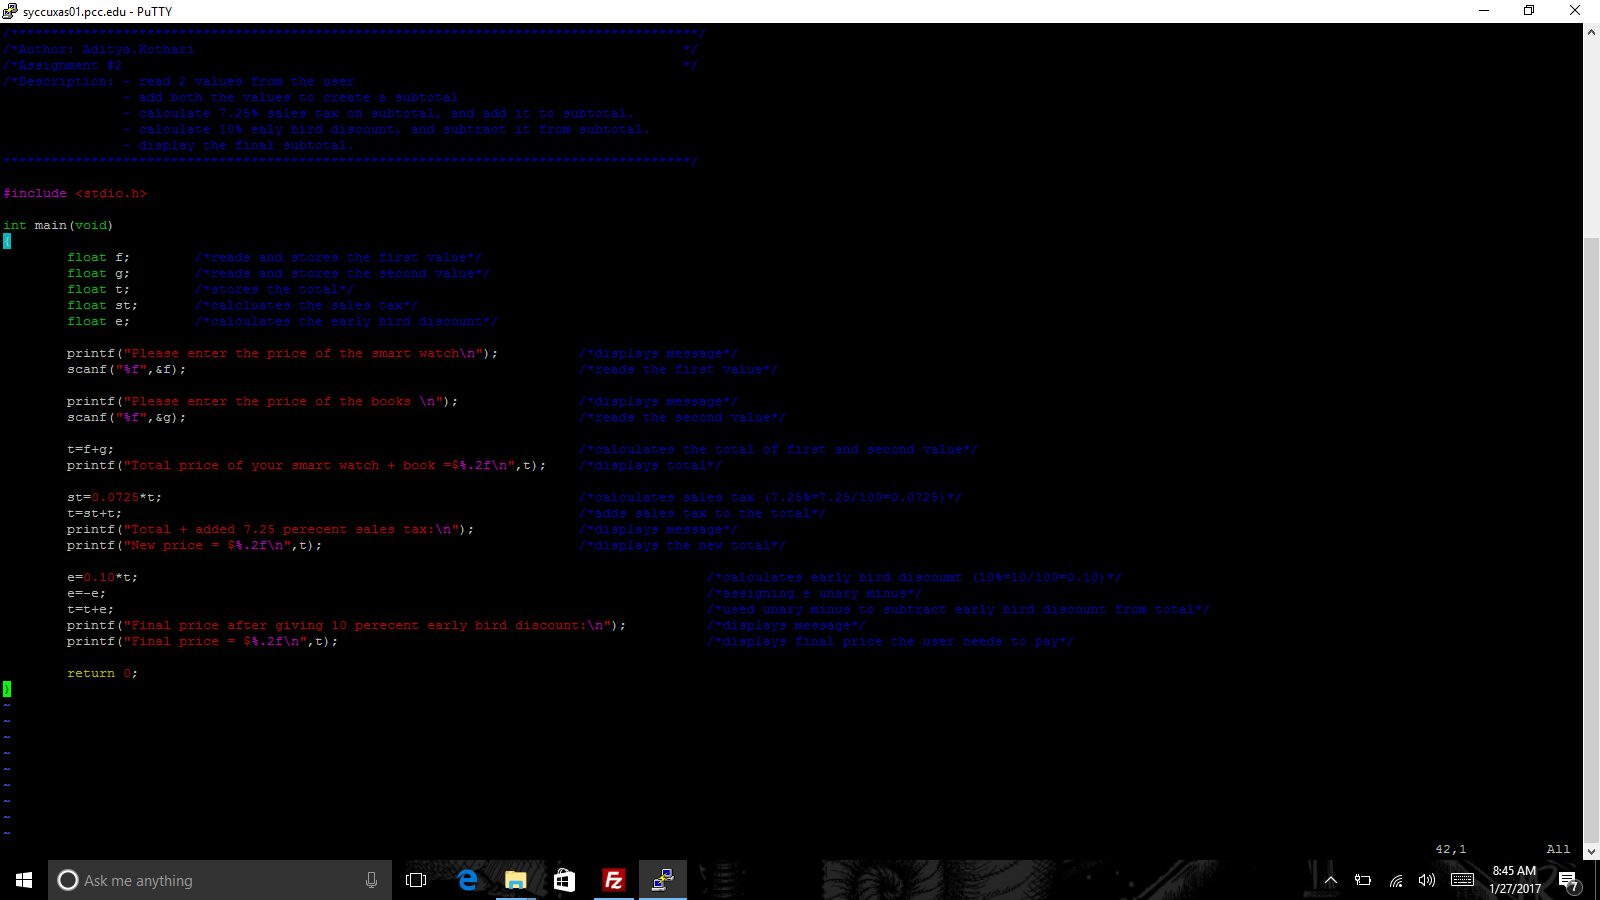 syccuxas01.pcc.edu - PuTTY
/**************************************************************************************/
/*Author: Aditya.Kothari                                                             */
/*Assignment #2                                                                      */
/*Description: - read 2 values from the user
               - add both the values to create a subtotal
               - calculate 7.25% sales tax on subtotal, and add it to subtotal.
               - calculate 10% ealy bird discount, and subtract it from subtotal.
               - display the final subtotal.
**************************************************************************************/
#include <stdio.h>
int main(void)
{
        float f;        /*reads and stores the first value*/
        float g;        /*reads and stores the second value*/
        float t;        /*stores the total*/
        float st;       /*calcluates the sales tax*/
        float e;        /*calculates the early bird discount*/
        printf("Please enter the price of the smart watch\n");          /*displays message*/
        scanf("%f",&f);                                                 /*reads the first value*/
        printf("Please enter the price of the books \n");               /*displays message*/
        scanf("%f",&g);                                                 /*reads the second value*/
        t=f+g;                                                          /*calculates the total of first and second value*/
        printf("Total price of your smart watch + book =$%.2f\n",t);    /*displays total*/
        st=0.0725*t;                                                    /*calculates sales tax (7.25%=7.25/100=0.0725)*/
        t=st+t;                                                         /*adds sales tax to the total*/
        printf("Total + added 7.25 perecent sales tax:\n");             /*displays message*/
        printf("New price = $%.2f\n",t);                                /*displays the new total*/
        e=0.10*t;                                                                       /*calculates early bird discoumt (10%=10/100=0.10)*/
        e=-e;                                                                           /*assigning e unary minus*/
        t=t+e;                                                                          /*used unary minus to subtract early bird discount from total*/
        printf("Final price after giving 10 perecent early bird discount:\n");          /*displays message*/
        printf("Final price = $%.2f\n",t);                                              /*displays final price the user needs to pay*/
        return 0;
}
~
~
~
~
~
~
~
~
~
42,1 All
Ask me anything
8:45 AM
1/27/2017
7